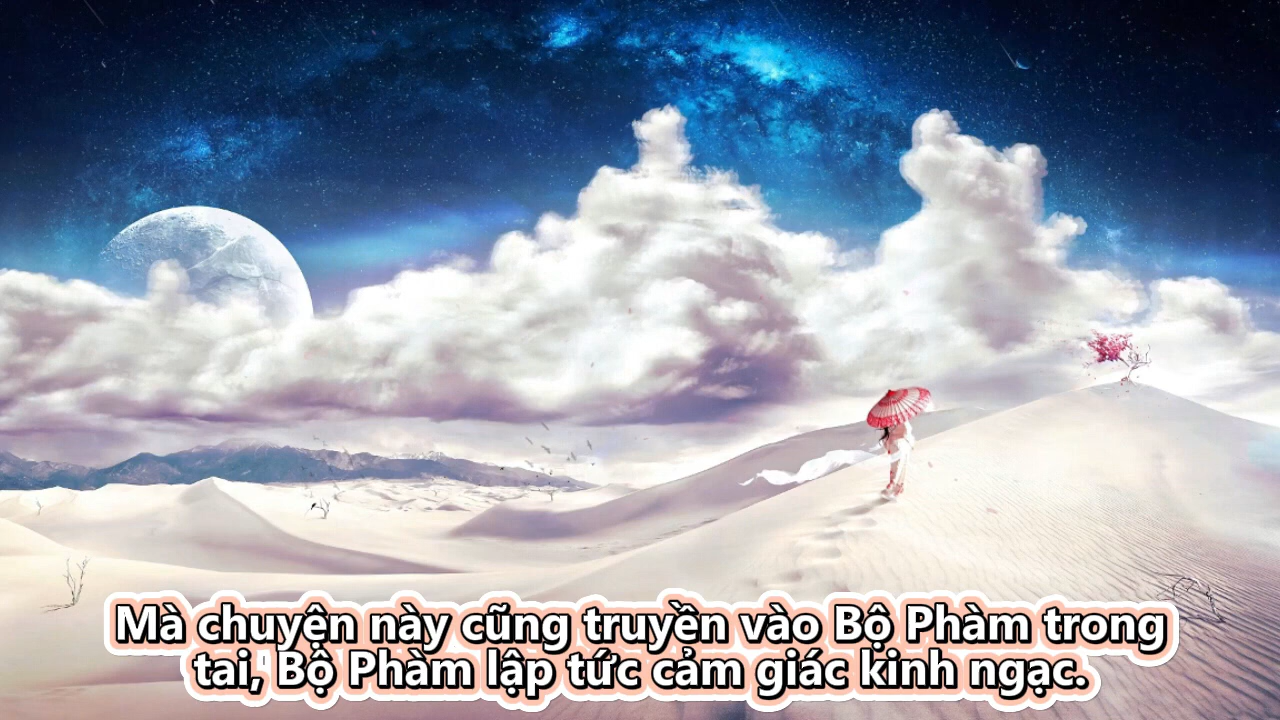 Mà chuyện này cũng truyền vào Bộ Phàm trong
tai, Bộ Phàm lập tức cảm giác kinh ngạc.